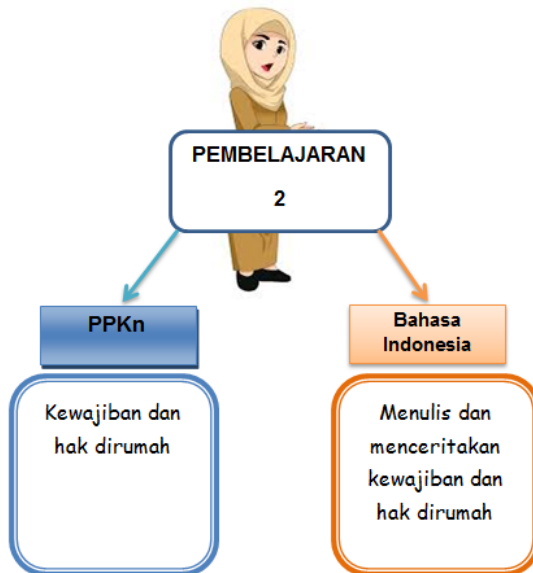 PEMBELAJARAN
2
PPKn
Kewajiban dan
hak dirumah
Bahasa
Indonesia
Menulis dan
menceritakan
kewajiban dan
hak dirumah